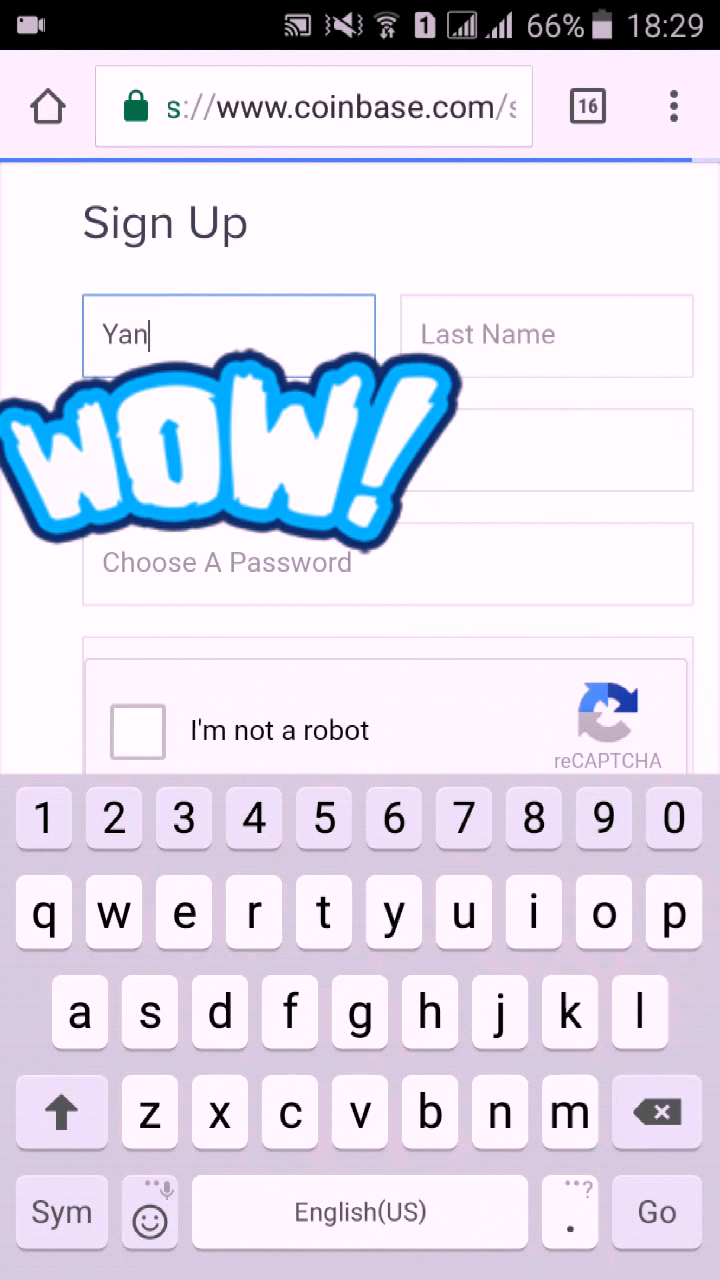 66% 18:29
s://www.coinbase.com/s
16
Sign Up
Yan
Last Name
WOW!
Choose A Password
I'm not a robot
reCAPTCHA
1 2 3 4 5 6 7 8 9 0
q w e r t y u i o p
a s d f g h j k l
z x c v b n m
Sym English(US) . Go